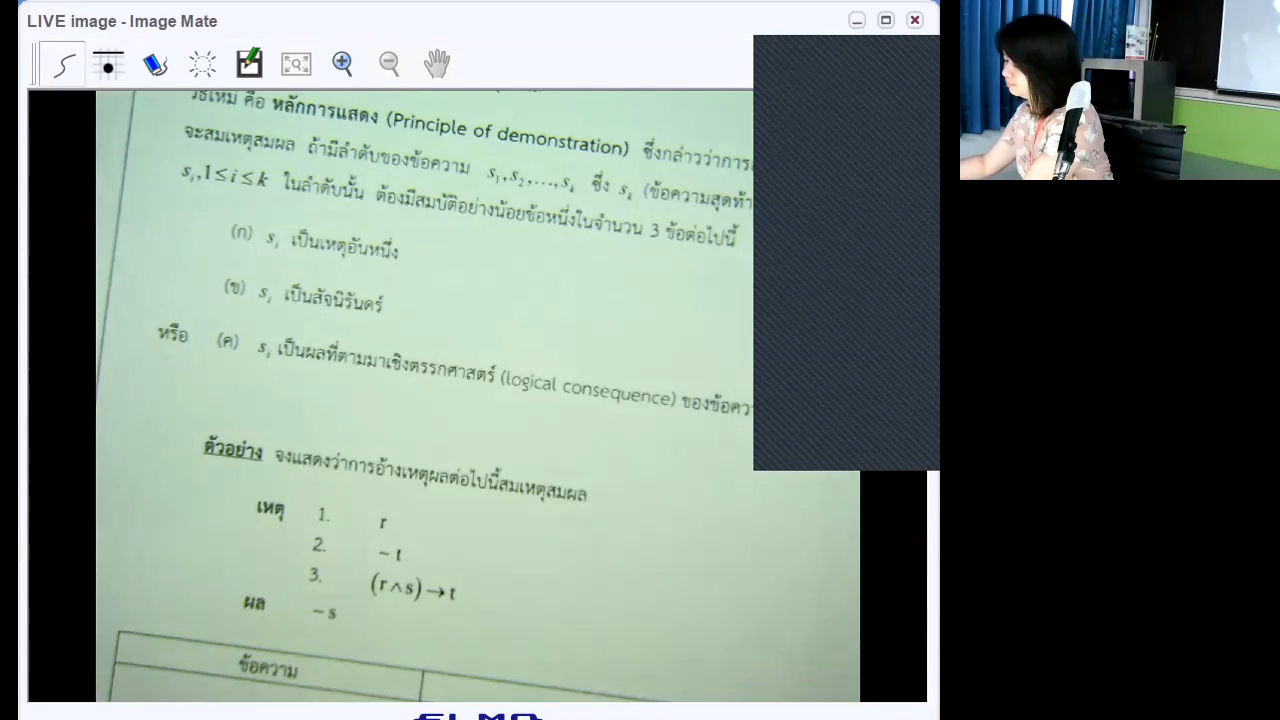 LIVE image - Image Mate
วิธีใหม่ คือ หลักการแสดง (Principle of demonstration) ซึ่งกล่าวว่าการ
จะสมเหตุสมผล ถ้ามีลำดับของข้อความ s₁,s₂,...,sₖ ซึ่ง sₖ (ข้อความสุดท้า
sᵢ,1≤i≤k ในลำดับนั้น ต้องมีสมบัติอย่างน้อยข้อหนึ่งในจำนวน 3 ข้อต่อไปนี้
(ก) sᵢ เป็นเหตุอันหนึ่ง
(ข) sᵢ เป็นสัจนิรันดร์
หรือ (ค) sᵢ เป็นผลที่ตามมาเชิงตรรกศาสตร์ (logical consequence) ของข้อคว
ตัวอย่าง จงแสดงว่าการอ้างเหตุผลต่อไปนี้สมเหตุสมผล
เหตุ 1. r
2. ~ t
3. (r∧s)→t
ผล ~ s
ข้อความ
ELMO